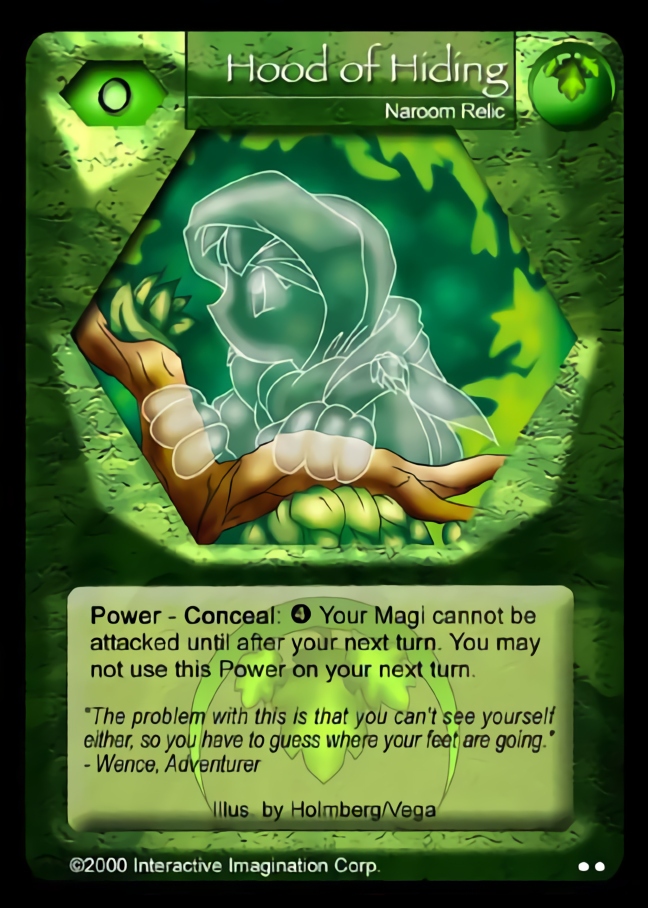 0
Hood of Hiding
Naroom Relic
Power - Conceal: 4 Your Magi cannot be
attacked until after your next turn. You may
not use this Power on your next turn.
"The problem with this is that you can't see yourself
either, so you have to guess where your feet are going."
- Wence, Adventurer
Illus. by Holmberg/Vega
©2000 Interactive Imagination Corp.